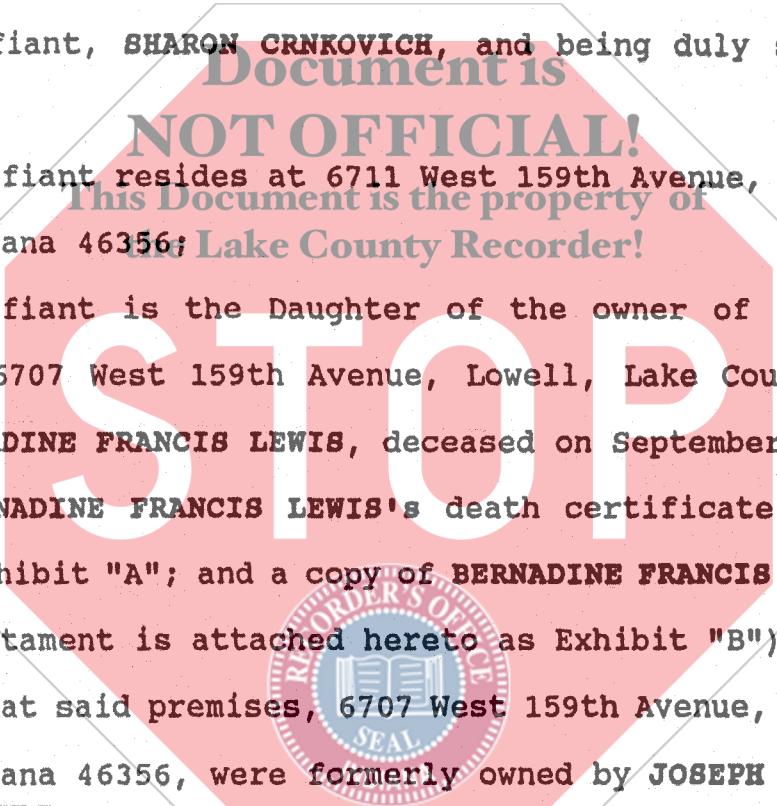 fiant, SHARON CRNKOVICH, and being duly
Document is
NOT OFFICIAL!
fiant resides at 6711 West 159th Avenue,
This Document is the property of
ana 46356;
the Lake County Recorder!
fiant is the Daughter of the owner of
6707 West 159th Avenue, Lowell, Lake Cou
STOP
DINE FRANCIS LEWIS, deceased on September
NADINE FRANCIS LEWIS's death certificate
hibit "A"; and a copy of BERNADINE FRANCIS
RECORDER'S OFFICE
tament is attached hereto as Exhibit "B")
at said premises, 6707 West 159th Avenue,
SEAL
ana 46356, were formerly owned by JOSEPH